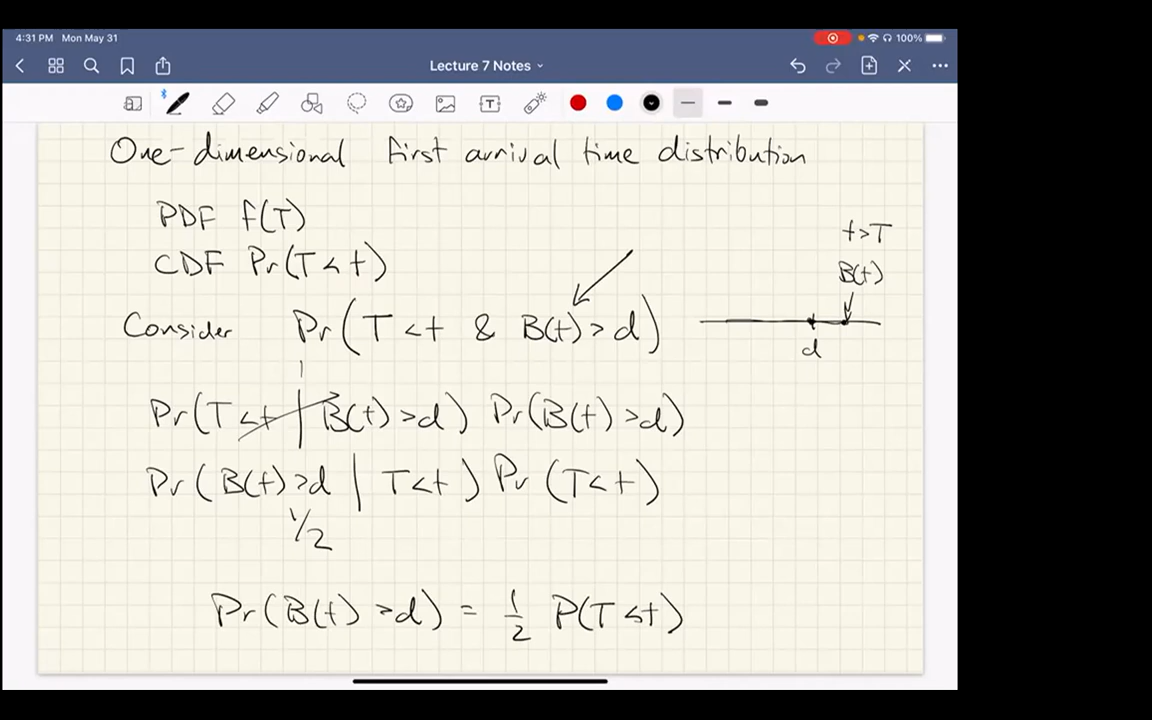 4:31 PM Mon May 31
100%
Lecture 7 Notes
One-dimensional first arrival time distribution
PDF f(T)
CDF Pr(T<t)
t>T
B(t)
d
Consider Pr(T<t & B(t)>d)
1
Pr(T<t | B(t)>d) Pr(B(t)>d)
Pr(B(t)>d | T<t) Pr(T<t)
1/2
Pr(B(t)>d) = 1/2 P(T<t)